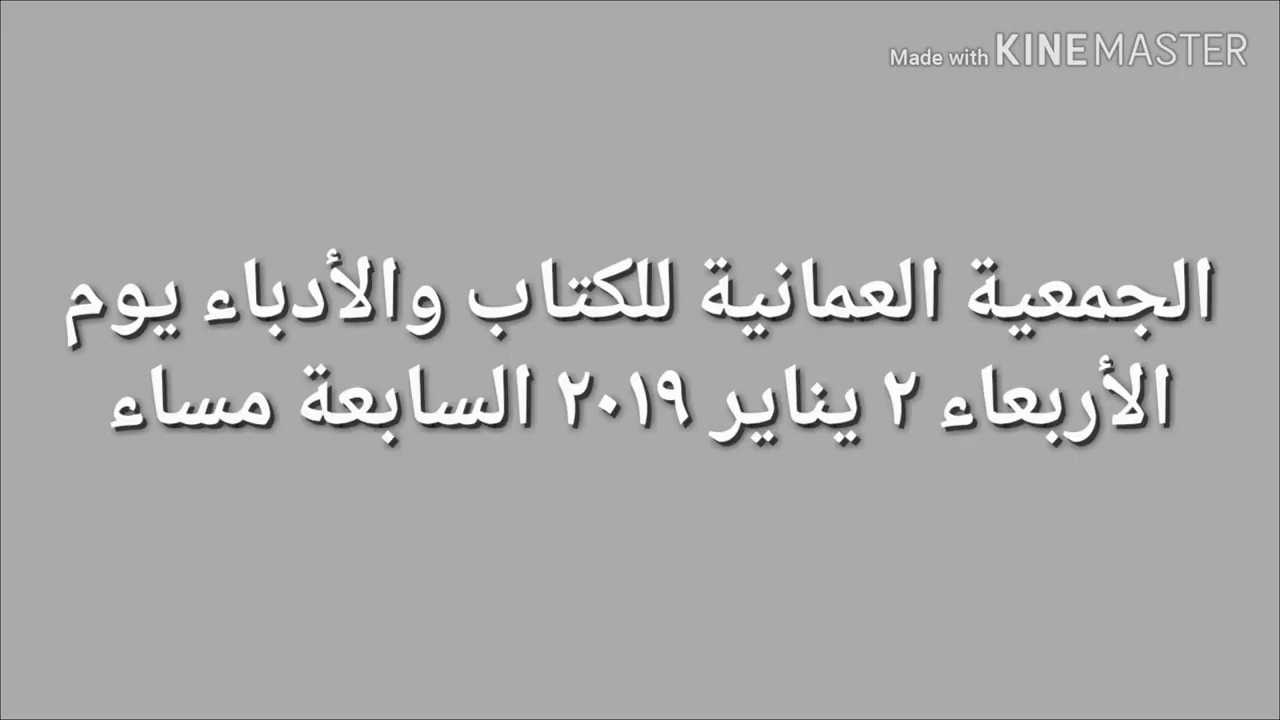 Made with KINEMASTER
الجمعية العمانية للكتاب والأدباء يوم
الأربعاء ٢ يناير ٢٠١٩ السابعة مساء